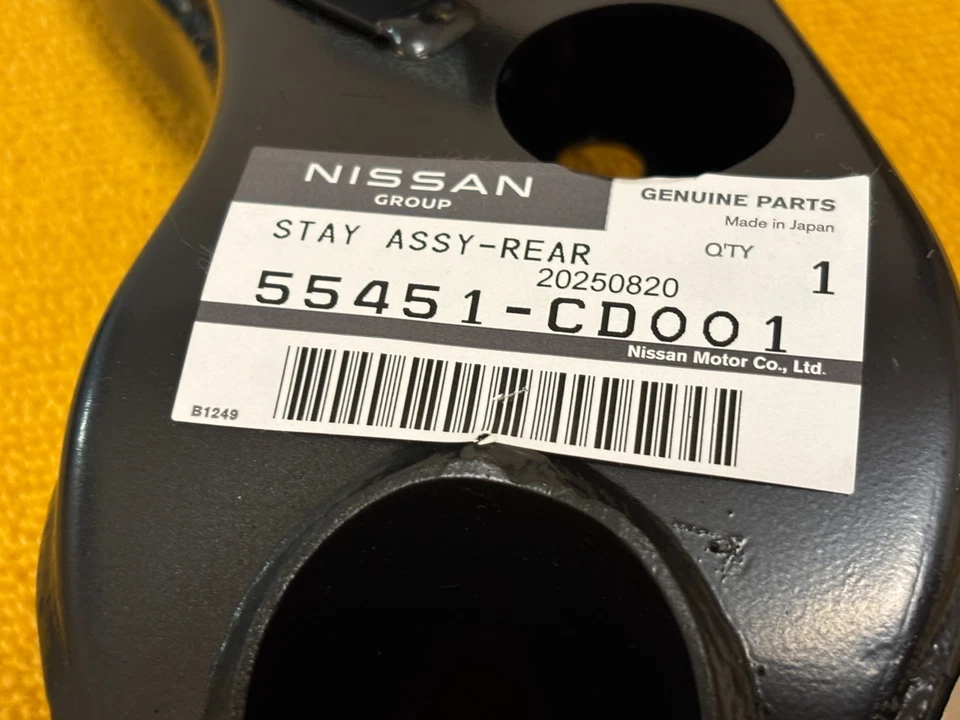 NISSAN
GROUP
GENUINE PARTS
Made in Japan
STAY ASSY-REAR
Q'TY 1
20250820
55451-CD001
Nissan Motor Co., Ltd.
B1249